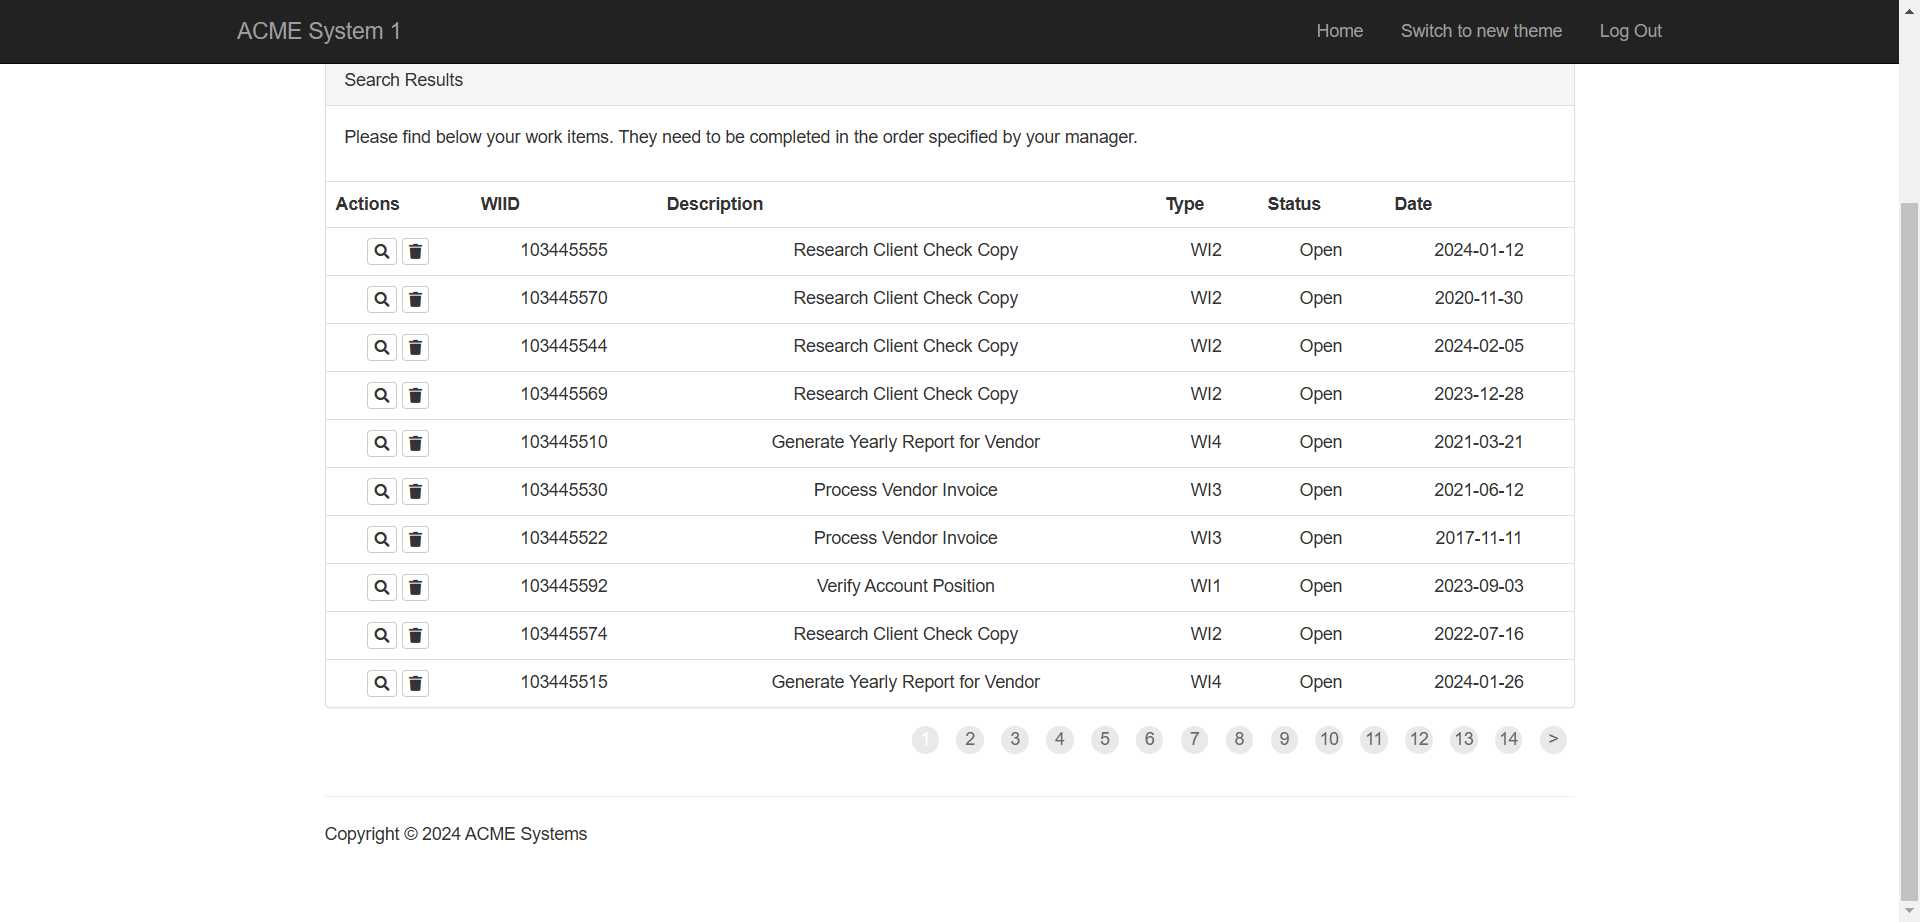 ACME System 1 Home Switch to new theme Log Out
Search Results
Please find below your work items. They need to be completed in the order specified by your manager.
Actions WIID Description Type Status Date
103445555 Research Client Check Copy WI2 Open 2024-01-12
103445570 Research Client Check Copy WI2 Open 2020-11-30
103445544 Research Client Check Copy WI2 Open 2024-02-05
103445569 Research Client Check Copy WI2 Open 2023-12-28
103445510 Generate Yearly Report for Vendor WI4 Open 2021-03-21
103445530 Process Vendor Invoice WI3 Open 2021-06-12
103445522 Process Vendor Invoice WI3 Open 2017-11-11
103445592 Verify Account Position WI1 Open 2023-09-03
103445574 Research Client Check Copy WI2 Open 2022-07-16
103445515 Generate Yearly Report for Vendor WI4 Open 2024-01-26
1 2 3 4 5 6 7 8 9 10 11 12 13 14 >
Copyright © 2024 ACME Systems